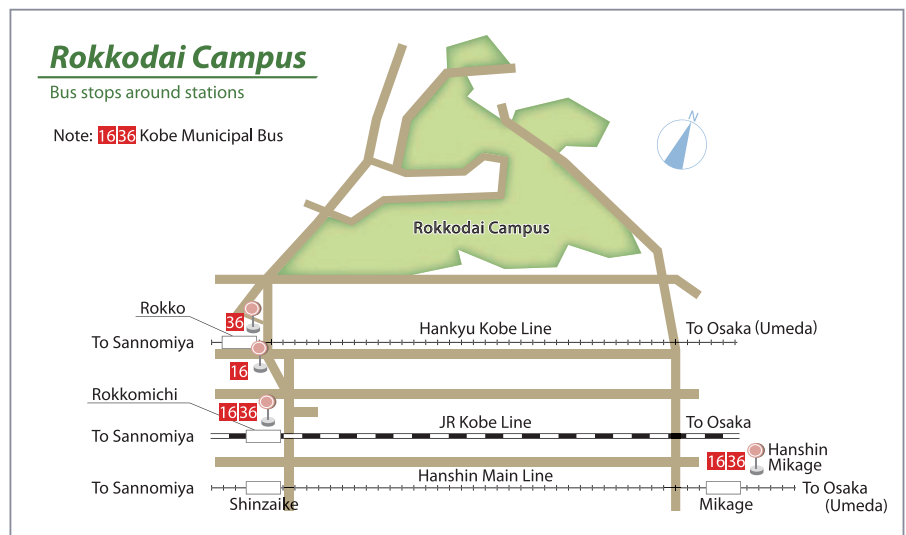 Rokkodai Campus
Bus stops around stations
Note: 16 36 Kobe Municipal Bus
N
Rokkodai Campus
Rokko
36
Hankyu Kobe Line
To Osaka (Umeda)
To Sannomiya
16
Rokkomichi
16 36
JR Kobe Line
To Osaka
To Sannomiya
16 36
Hanshin
Mikage
Hanshin Main Line
To Sannomiya
To Osaka
(Umeda)
Shinzaike
Mikage